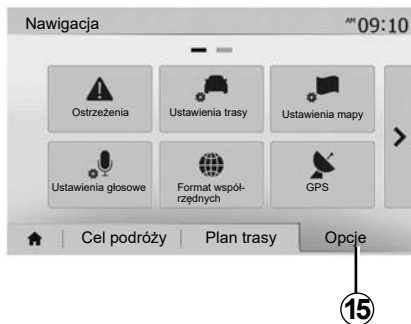 Nawigacja
AM 09:10
Ostrzeżenia
Ustawienia trasy
Ustawienia mapy
Ustawienia głosowe
Format współ-
rzędnych
GPS
Cel podróży
Plan trasy
Opcje
15